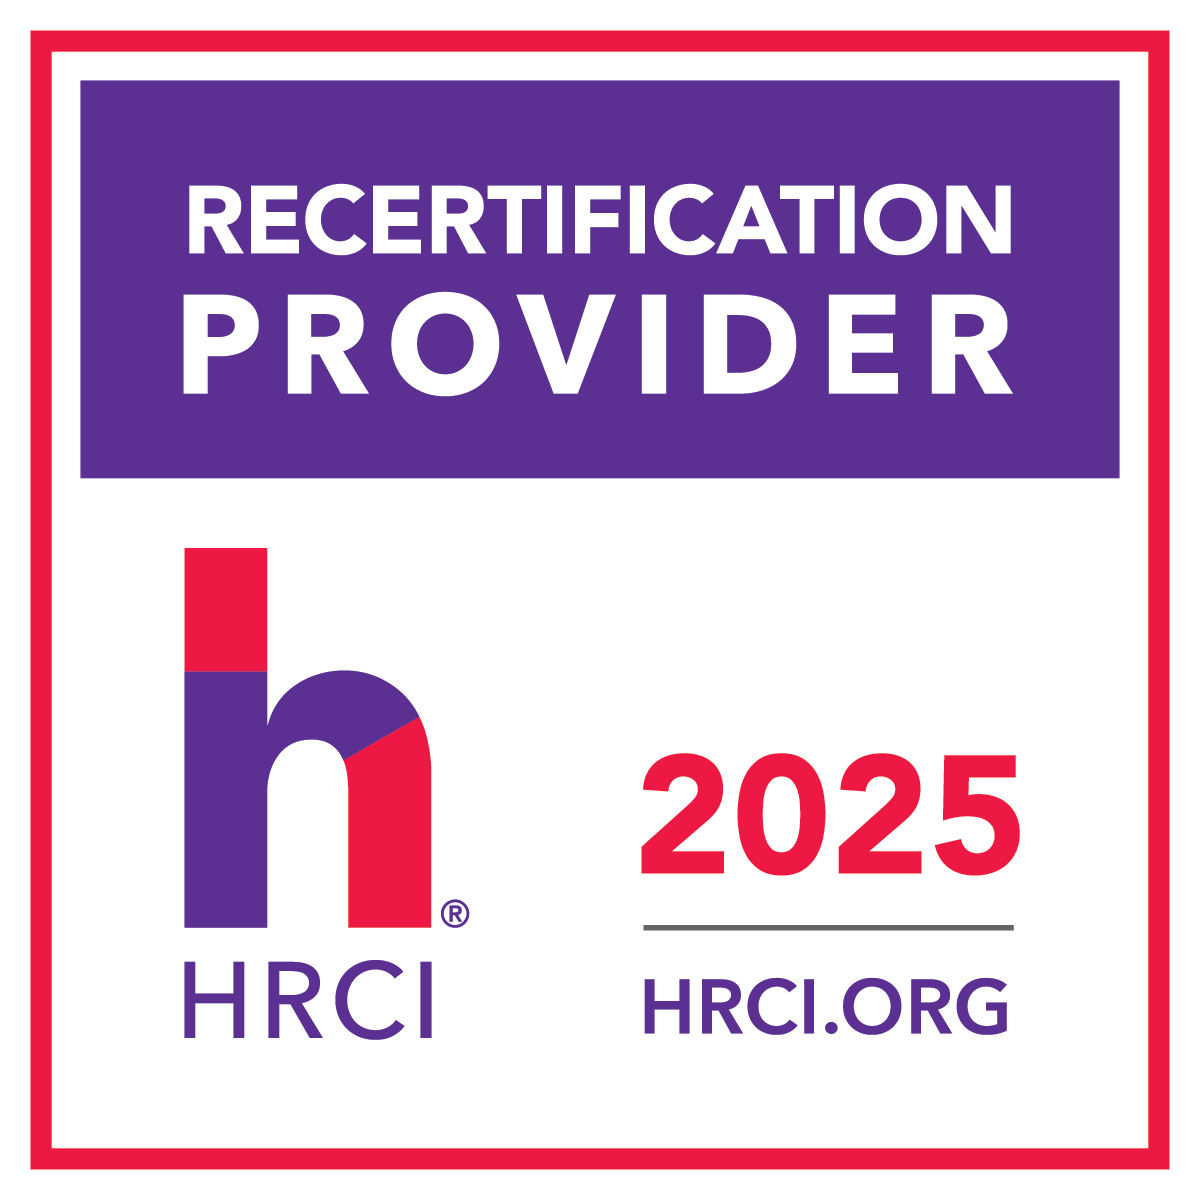 RECERTIFICATION
PROVIDER
h®
HRCI
2025
HRCI.ORG